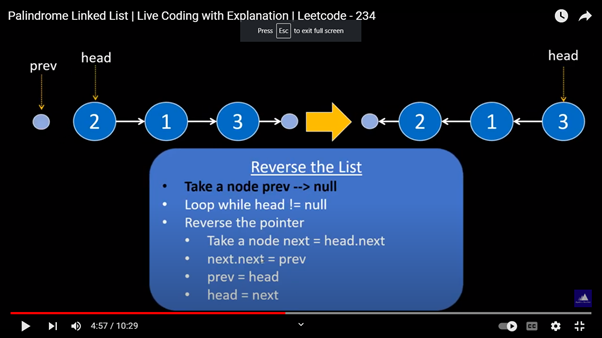 Palindrome Linked List | Live Coding with Explanation | Leetcode - 234
Press Esc to exit full screen
prev
head
head
2 1 3 2 1 3
Reverse the List
• Take a node prev --> null
• Loop while head != null
• Reverse the pointer
• Take a node next = head.next
• next.next = prev
• prev = head
• head = next
4:57 / 10:29
CC